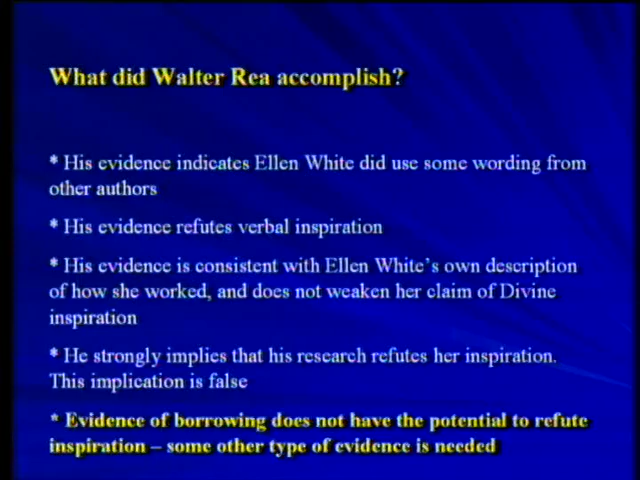 What did Walter Rea accomplish?
* His evidence indicates Ellen White did use some wording from
other authors
* His evidence refutes verbal inspiration
* His evidence is consistent with Ellen White's own description
of how she worked, and does not weaken her claim of Divine
inspiration
* He strongly implies that his research refutes her inspiration.
This implication is false
* Evidence of borrowing does not have the potential to refute
inspiration – some other type of evidence is needed